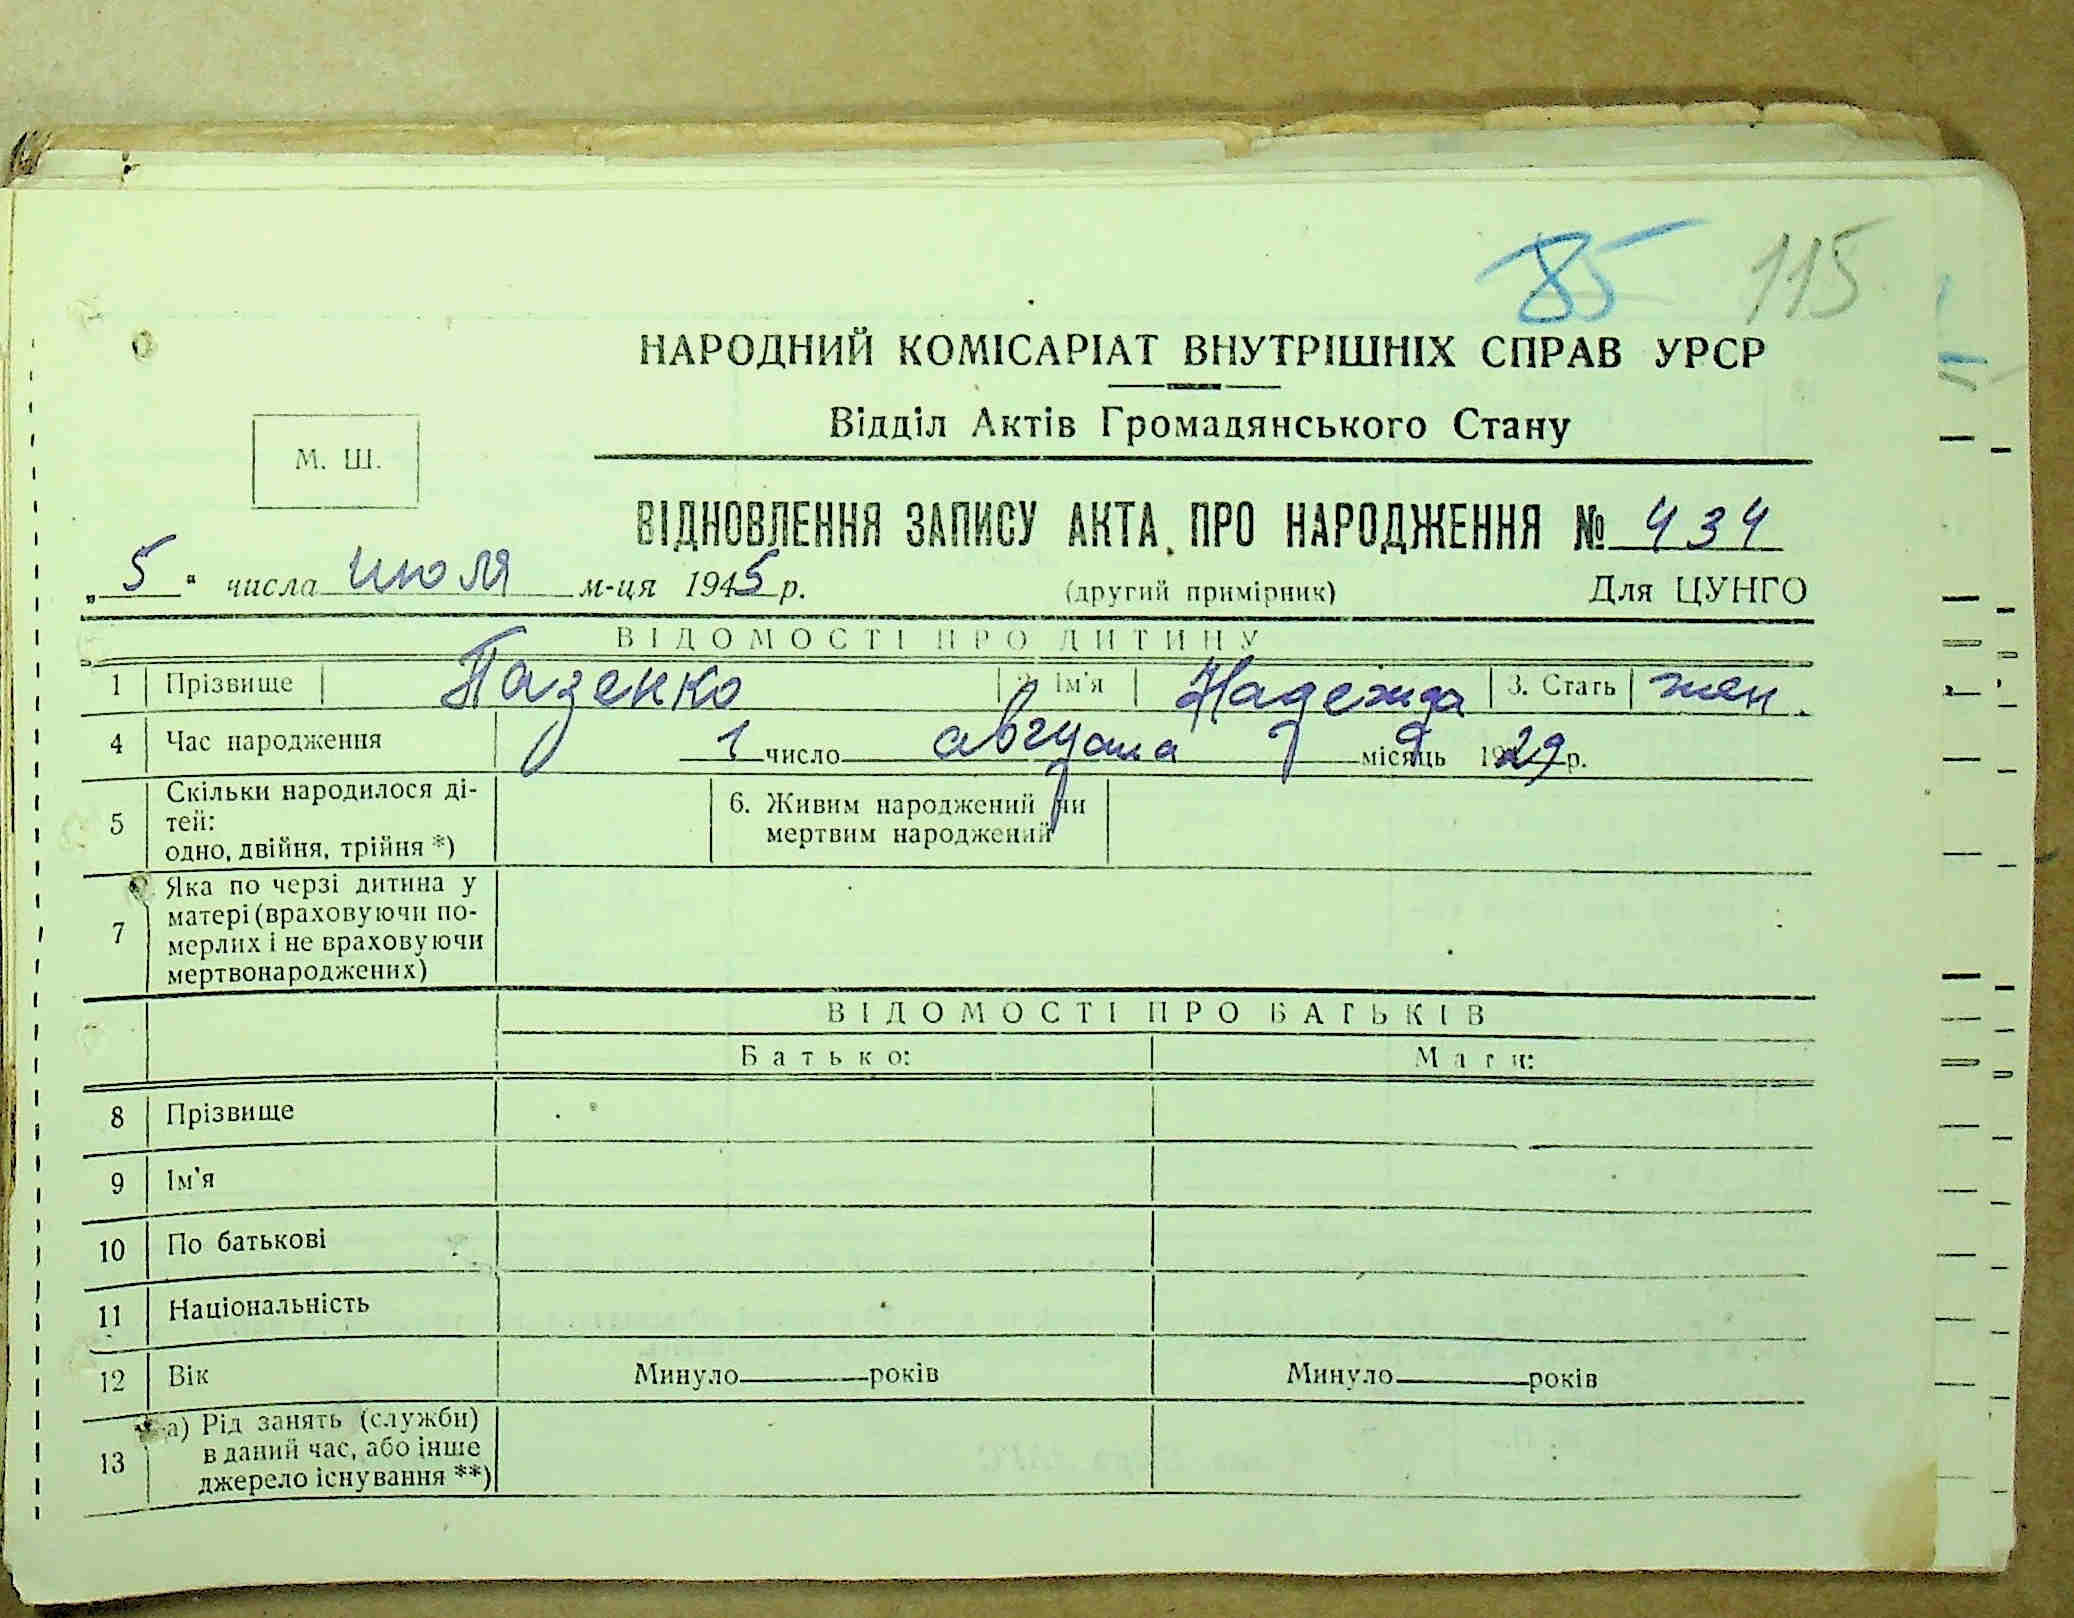 85 115
НАРОДНИЙ КОМІСАРІАТ ВНУТРІШНІХ СПРАВ УРСР
Відділ Актів Громадянського Стану
М. Ш.
ВІДНОВЛЕННЯ ЗАПИСУ АКТА ПРО НАРОДЖЕННЯ № 434
„5“ числа июля м-ця 1945 р. (другий примірник) Для ЦУНГО
ВІДОМОСТІ ПРО ДИТИНУ
1 Прізвище Пазенко 2. Ім'я Надежда 3. Стать жен.
4 Час народження 1 число августа місяць 1929 р.
5 Скільки народилося ді-
тей:
одно, двійня, трійня *)
6. Живим народжений чи
мертвим народжений
7 Яка по черзі дитина у
матері (враховуючи по-
мерлих і не враховуючи
мертвонароджених)
ВІДОМОСТІ ПРО БАТЬКІВ
Батько: Мати:
8 Прізвище
9 Ім'я
10 По батькові
11 Національність
12 Вік Минуло років Минуло років
13 а) Рід занять (служби)
в даний час, або інше
джерело існування **)